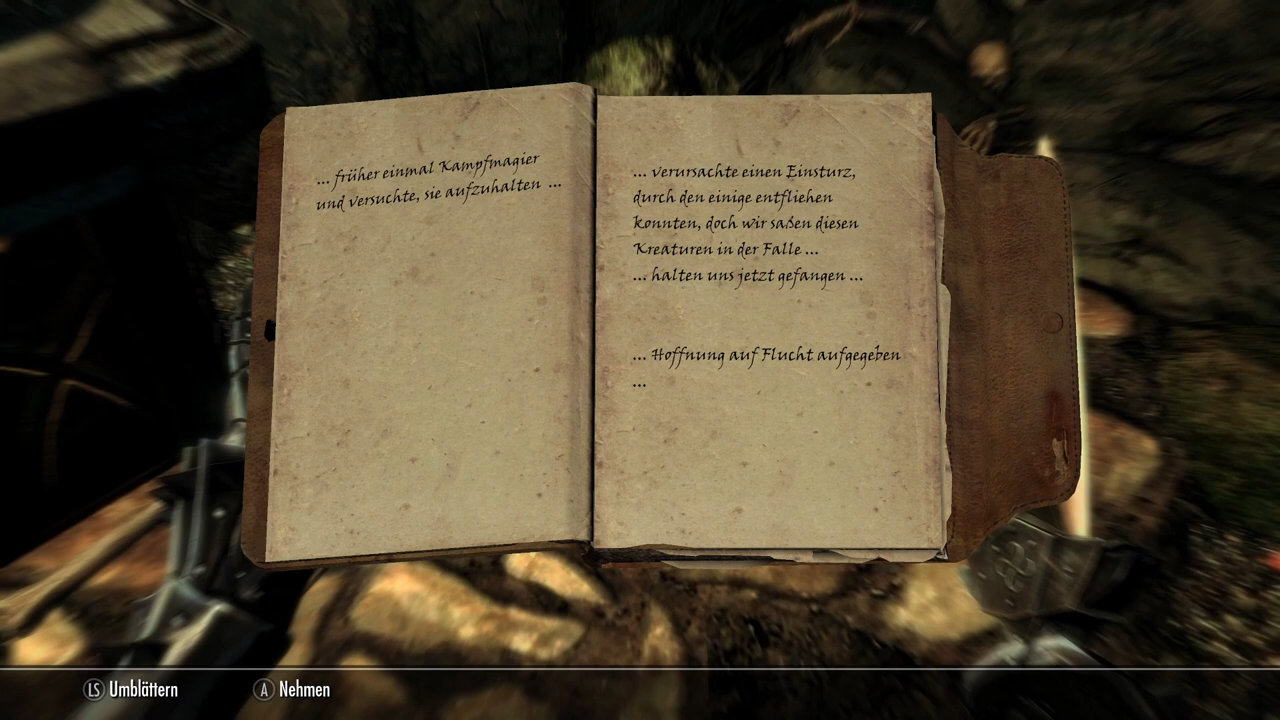 ... früher einmal Kampfmagier
und versuchte, sie aufzuhalten ...
... verursachte einen Einsturz,
durch den einige entfliehen
konnten, doch wir saßen diesen
Kreaturen in der Falle ...
... halten uns jetzt gefangen ...
... Hoffnung auf Flucht aufgegeben
...
LS Umblättern
A Nehmen